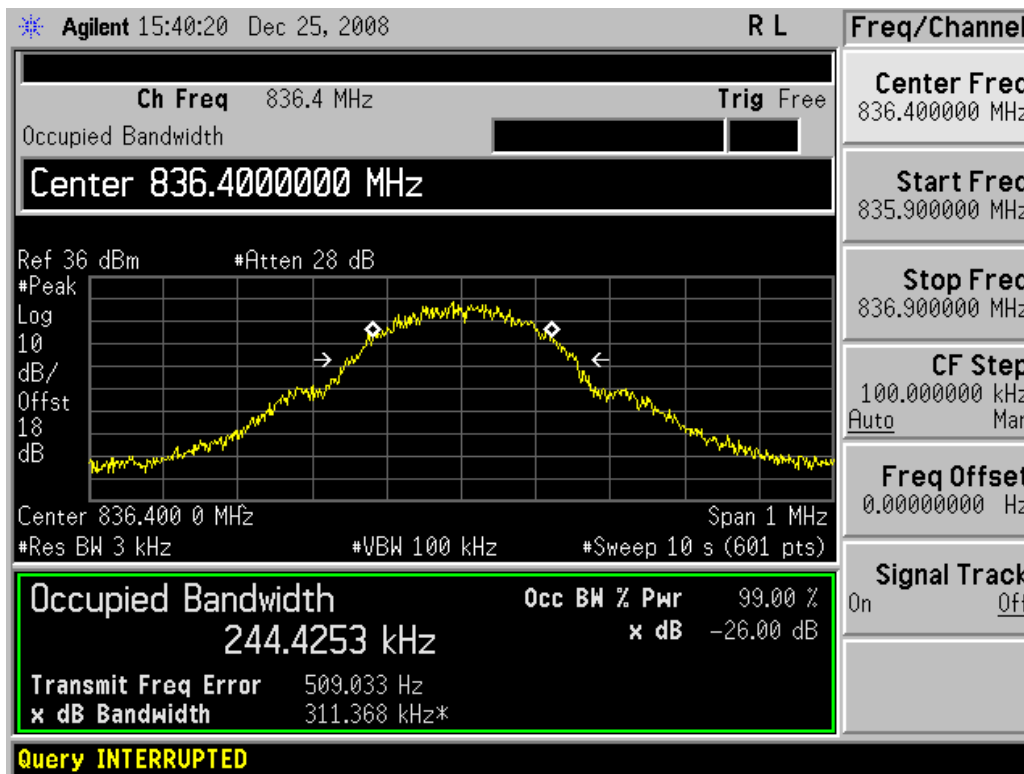 Agilent 15:40:20 Dec 25, 2008 R L
Freq/Channel
Ch Freq 836.4 MHz Trig Free
Occupied Bandwidth
Center 836.4000000 MHz
Ref 36 dBm #Atten 28 dB
#Peak
Log
10
dB/
Offst
18
dB
Center 836.400 0 MHz Span 1 MHz
#Res BW 3 kHz #VBW 100 kHz #Sweep 10 s (601 pts)
Occupied Bandwidth
244.4253 kHz
Occ BW % Pwr 99.00 %
x dB -26.00 dB
Transmit Freq Error 509.033 Hz
x dB Bandwidth 311.368 kHz*
Query INTERRUPTED
Center Freq
836.400000 MHz
Start Freq
835.900000 MHz
Stop Freq
836.900000 MHz
CF Step
100.000000 kHz
Auto Man
Freq Offset
0.00000000 Hz
Signal Track
On Off